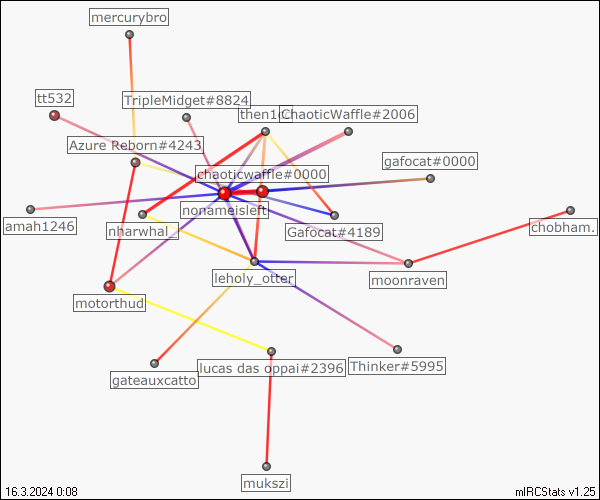 mercurybro
tt532
TripleMidget#8824
ChaoticWaffle#2006
Azure Reborn#4243
gafocat#0000
chaoticwaffle#0000
nonameisleft
amah1246
nharwhal_
Gafocat#4189
chobham.
leholy_otter
moonraven
motorthud
lucas das oppai#2396
Thinker#5995
gateauxcatto
mukszi
16.3.2024 0:08
mIRCStats v1.25